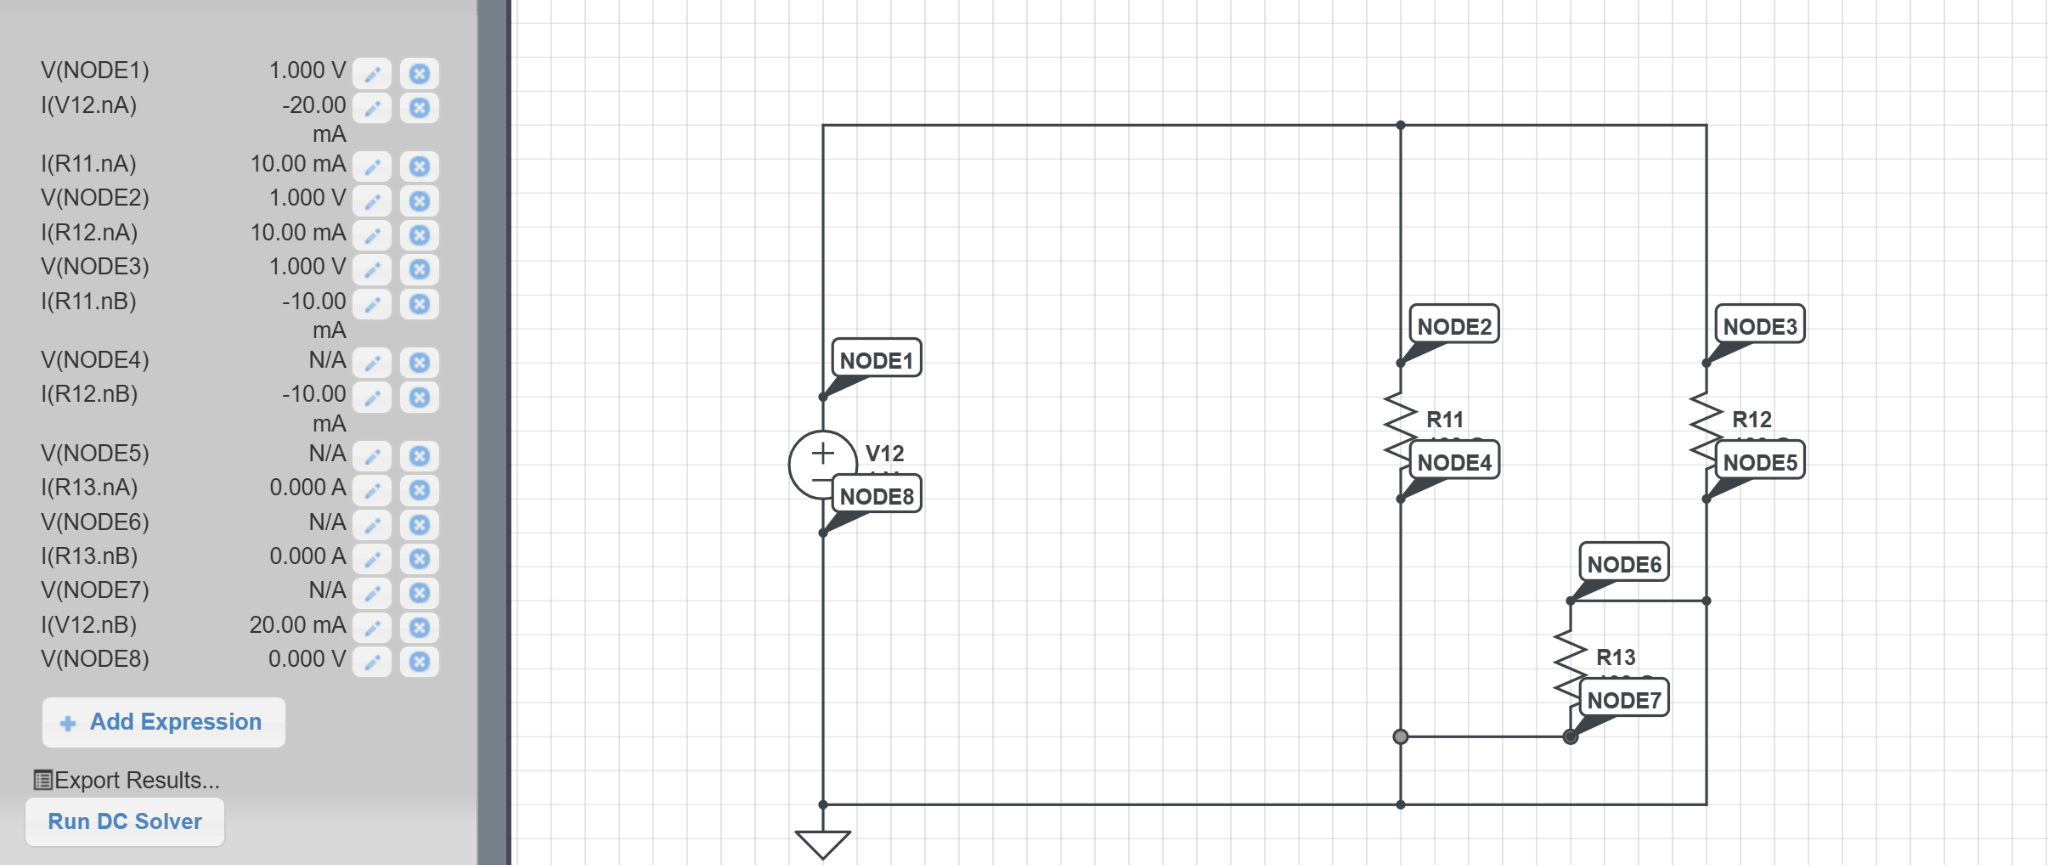 V(NODE1) 1.000 V
I(V12.nA) -20.00
mA
I(R11.nA) 10.00 mA
V(NODE2) 1.000 V
I(R12.nA) 10.00 mA
V(NODE3) 1.000 V
I(R11.nB) -10.00
mA
V(NODE4) N/A
I(R12.nB) -10.00
mA
V(NODE5) N/A
I(R13.nA) 0.000 A
V(NODE6) N/A
I(R13.nB) 0.000 A
V(NODE7) N/A
I(V12.nB) 20.00 mA
V(NODE8) 0.000 V
Add Expression
Export Results...
Run DC Solver
NODE2
NODE3
NODE1
R11
R12
V12
NODE4
NODE5
NODE8
NODE6
R13
NODE7